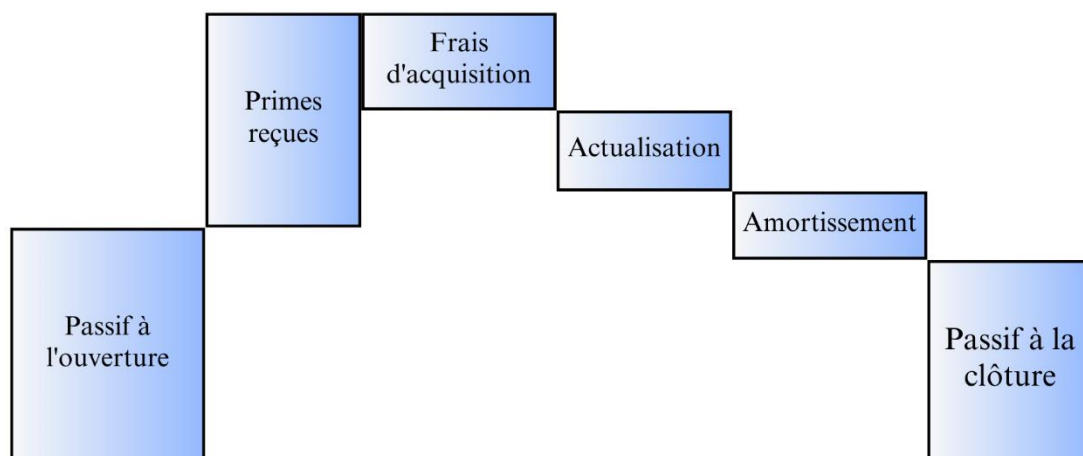 Passif à
l'ouverture
Primes
reçues
Frais
d'acquisition
Actualisation
Amortissement
Passif à la
clôture